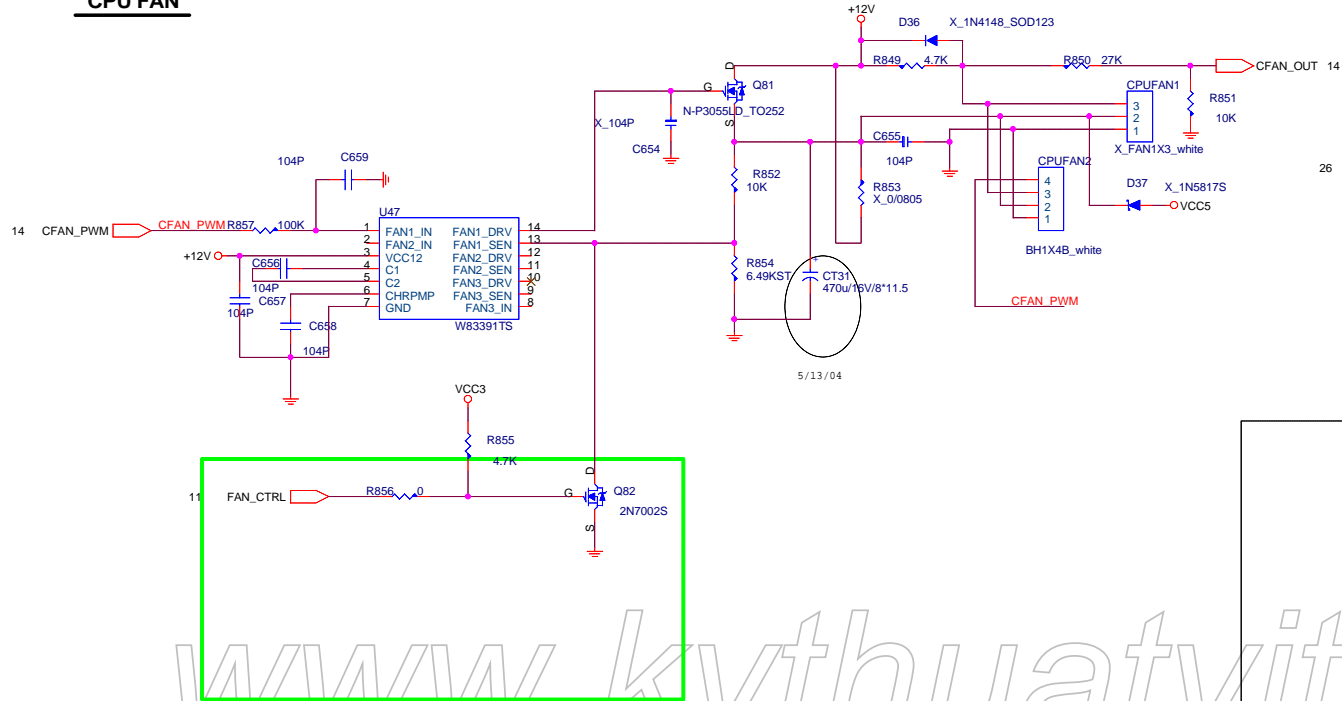 CPU FAN
+12V
D36
X_1N4148_SOD123
R849
4.7K
R850
27K
CFAN_OUT
14
D
G
S
Q81
N-P3055LD_TO252
X_104P
C654
CPUFAN1
3
2
1
X_FAN1X3_white
R851
10K
C655
104P
R852
10K
R853
X_0/0805
CPUFAN2
4
3
2
1
BH1X4B_white
D37
X_1N5817S
VCC5
26
104P
C659
14
CFAN_PWM
CFAN_PWM
R857
100K
U47
1
2
3
4
5
6
7
FAN1_IN
FAN2_IN
VCC12
C1
C2
CHRPMP
GND
FAN1_DRV
FAN1_SEN
FAN2_DRV
FAN2_SEN
FAN3_DRV
FAN3_SEN
FAN3_IN
14
13
12
11
10
9
8
W83391TS
+12V
C656
104P
C657
104P
C658
104P
R854
6.49KST
+
CT31
470u/16V/8*11.5
CFAN_PWM
5/13/04
VCC3
R855
4.7K
11
FAN_CTRL
R856
0
D
G
S
Q82
2N7002S
www.kythuatvit